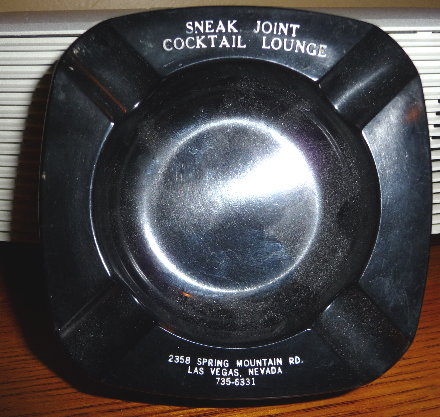 SNEAK JOINT
COCKTAIL LOUNGE
2358 SPRING MOUNTAIN RD.
LAS VEGAS, NEVADA
735-6331